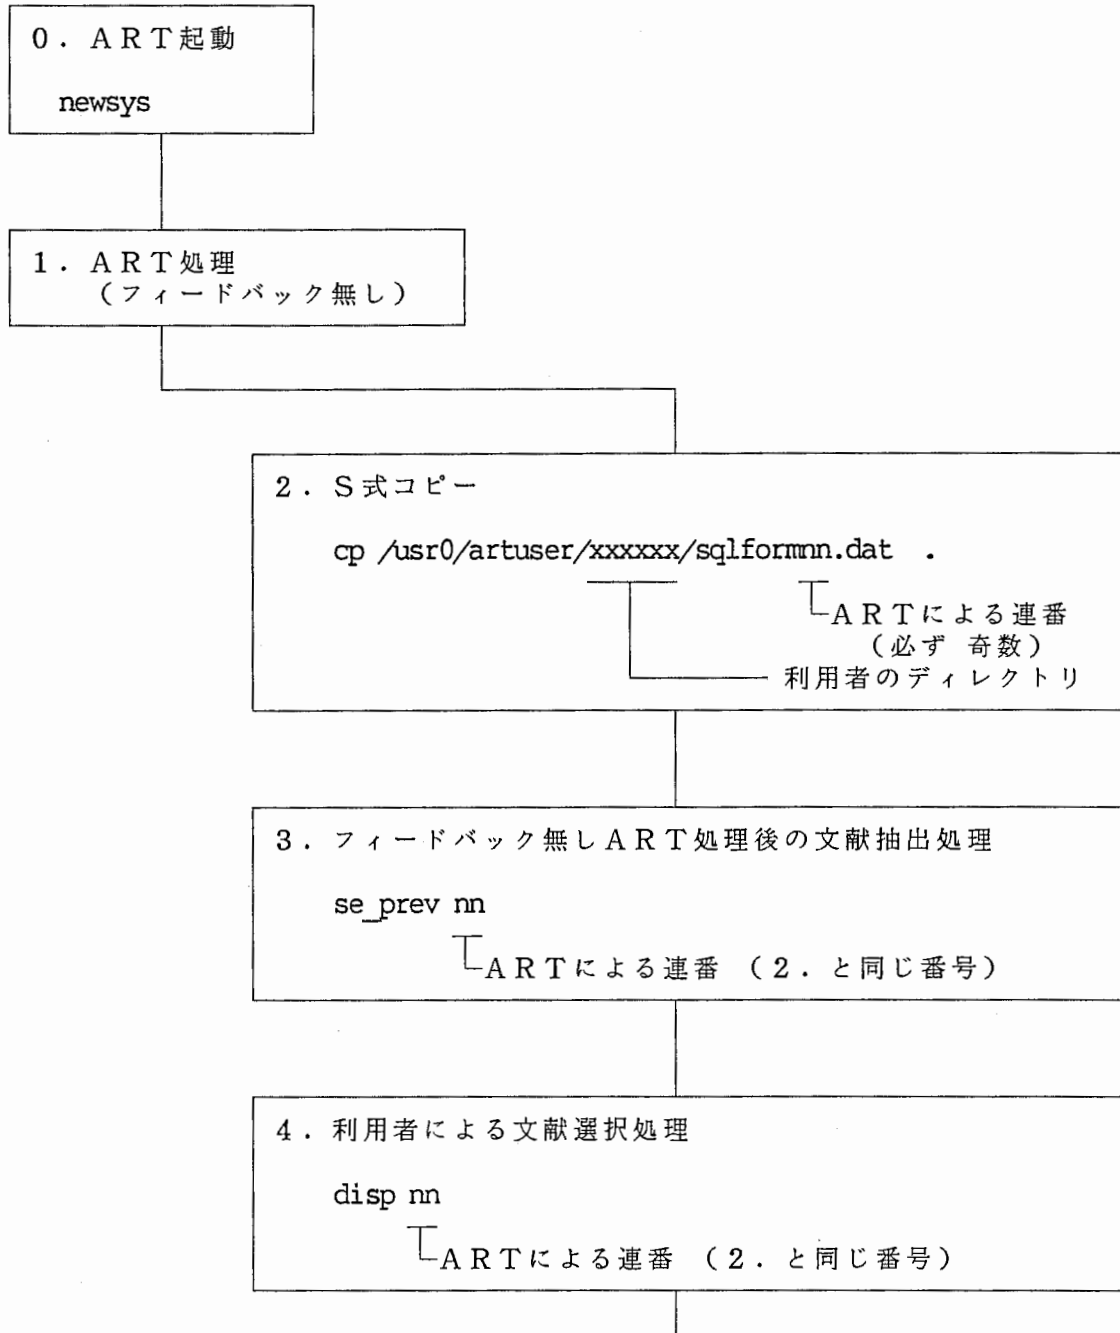 0．ART起動
newsys
1．ART処理
（フィードバック無し）
2．S式コピー
cp /usr0/artuser/xxxxxx/sqlformnn.dat .
ARTによる連番
（必ず 奇数）
利用者のディレクトリ
3．フィードバック無しART処理後の文献抽出処理
se_prev nn
ARTによる連番 （2．と同じ番号）
4．利用者による文献選択処理
disp nn
ARTによる連番 （2．と同じ番号）